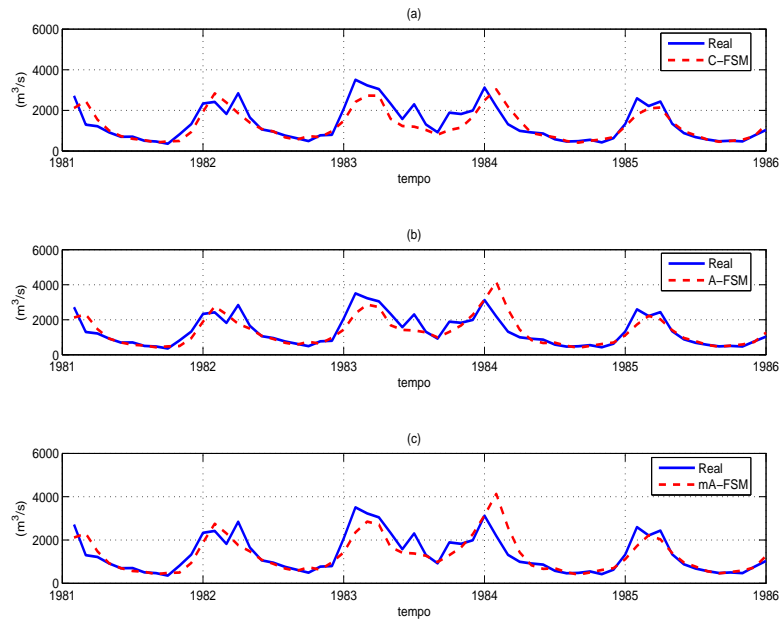 (a)
6000
4000
2000
0
(m³/s)
Real
C−FSM
1981 1982 1983 1984 1985 1986
tempo
(b)
6000
4000
2000
0
(m³/s)
Real
A−FSM
1981 1982 1983 1984 1985 1986
tempo
(c)
6000
4000
2000
0
(m³/s)
Real
mA−FSM
1981 1982 1983 1984 1985 1986
tempo